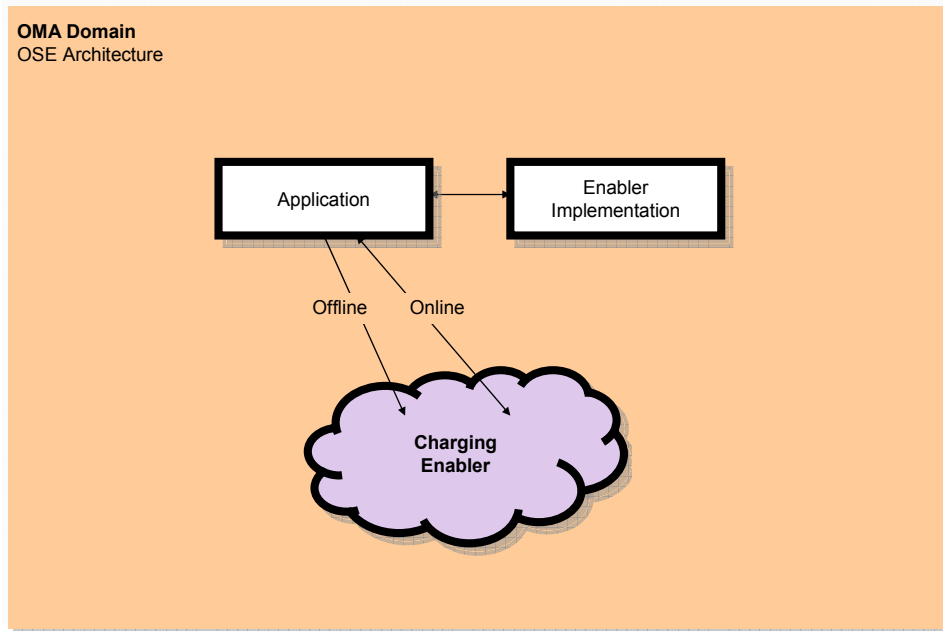 OMA Domain
OSE Architecture
Application
Enabler
Implementation
Offline
Online
Charging
Enabler